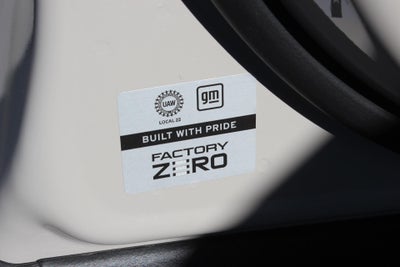 UAW
gm
LOCAL 22
BUILT WITH PRIDE
FACTORY
ZERO